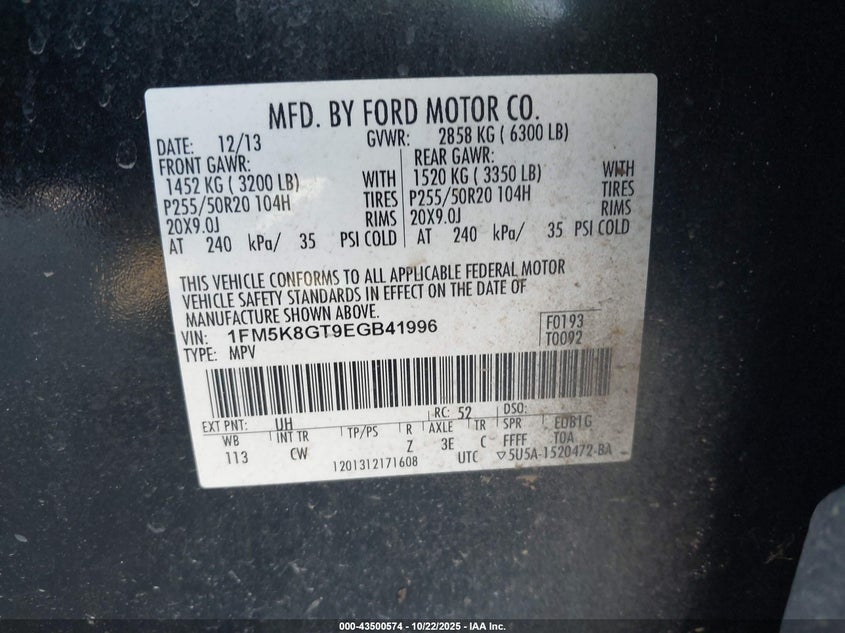 MFD. BY FORD MOTOR CO.
DATE: 12/13 GVWR: 2858 KG ( 6300 LB)
FRONT GAWR: REAR GAWR:
1452 KG ( 3200 LB) WITH 1520 KG ( 3350 LB) WITH
P255/50R20 104H TIRES P255/50R20 104H TIRES
20X9.0J RIMS 20X9.0J RIMS
AT 240 kPa/ 35 PSI COLD AT 240 kPa/ 35 PSI COLD
THIS VEHICLE CONFORMS TO ALL APPLICABLE FEDERAL MOTOR
VEHICLE SAFETY STANDARDS IN EFFECT ON THE DATE OF
MANUFACTURE SHOWN ABOVE.
VIN: 1FM5K8GT9EGB41996 F0193
TYPE: MPV T0092
EXT PNT: UH RC: 52 DSO:
WB INT TR TP/PS R AXLE TR SPR EDB1G
113 CW Z 3E C FFFF T0A
1201312171608 UTC ▽5U5A-1520472-BA
000-43500574 - 10/22/2025 - IAA Inc.